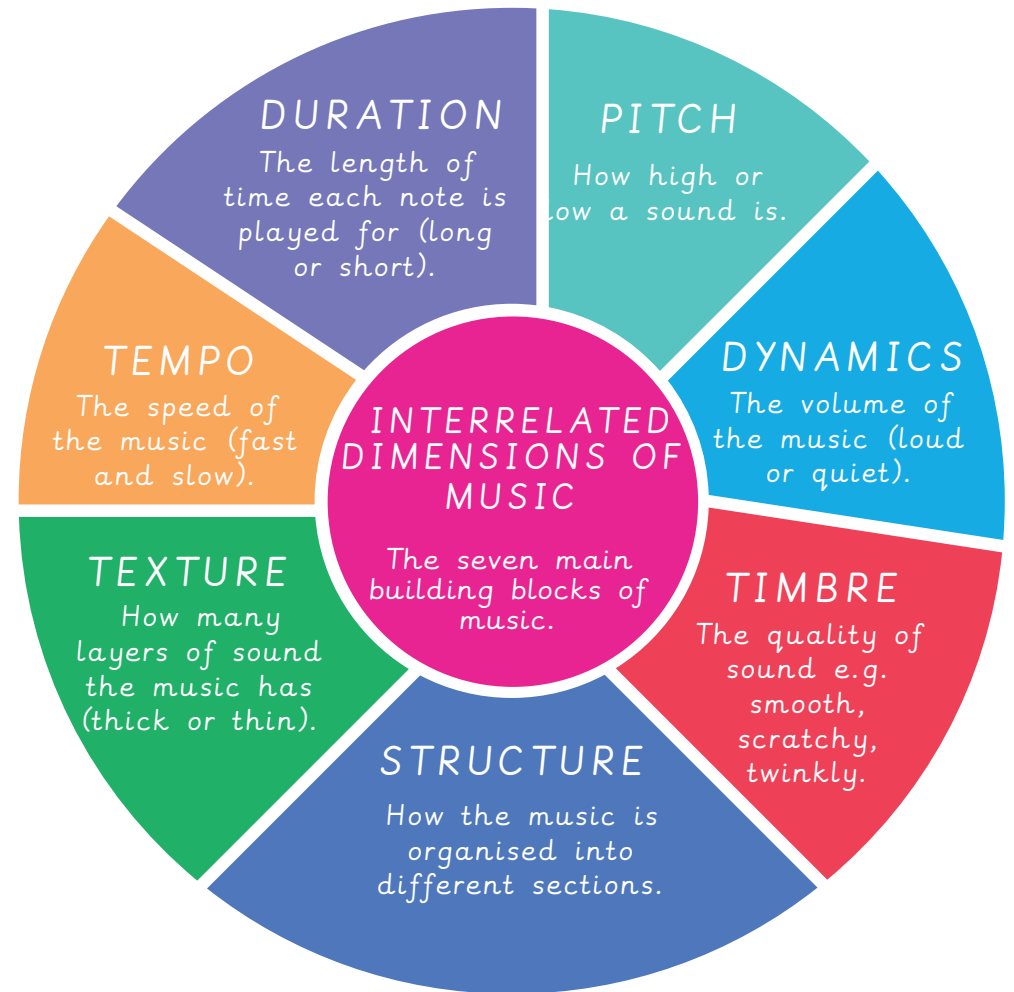 INTERRELATED
DIMENSIONS OF
MUSIC
The seven main
building blocks of
music.
DURATION
The length of
time each note is
played for (long
or short).
PITCH
How high or
low a sound is.
DYNAMICS
The volume of
the music (loud
or quiet).
TIMBRE
The quality of
sound e.g.
smooth,
scratchy,
twinkly.
STRUCTURE
How the music is
organised into
different sections.
TEXTURE
How many
layers of sound
the music has
(thick or thin).
TEMPO
The speed of
the music (fast
and slow).